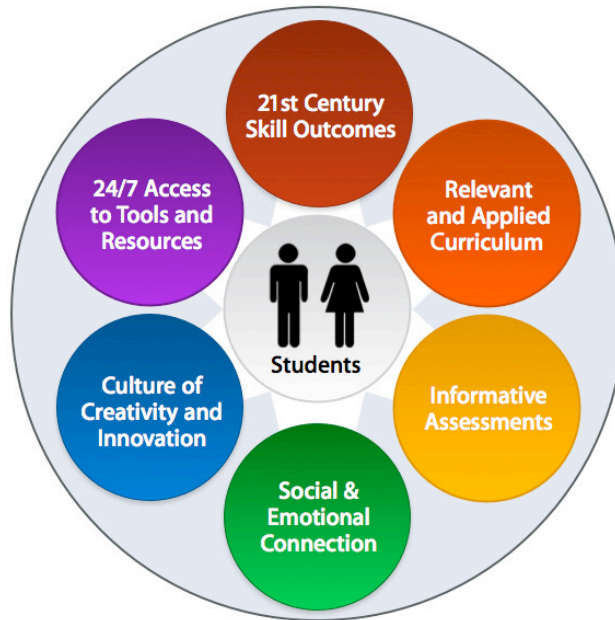 21st Century
Skill Outcomes
Relevant
and Applied
Curriculum
Informative
Assessments
Social &
Emotional
Connection
Culture of
Creativity and
Innovation
24/7 Access
to Tools and
Resources
Students